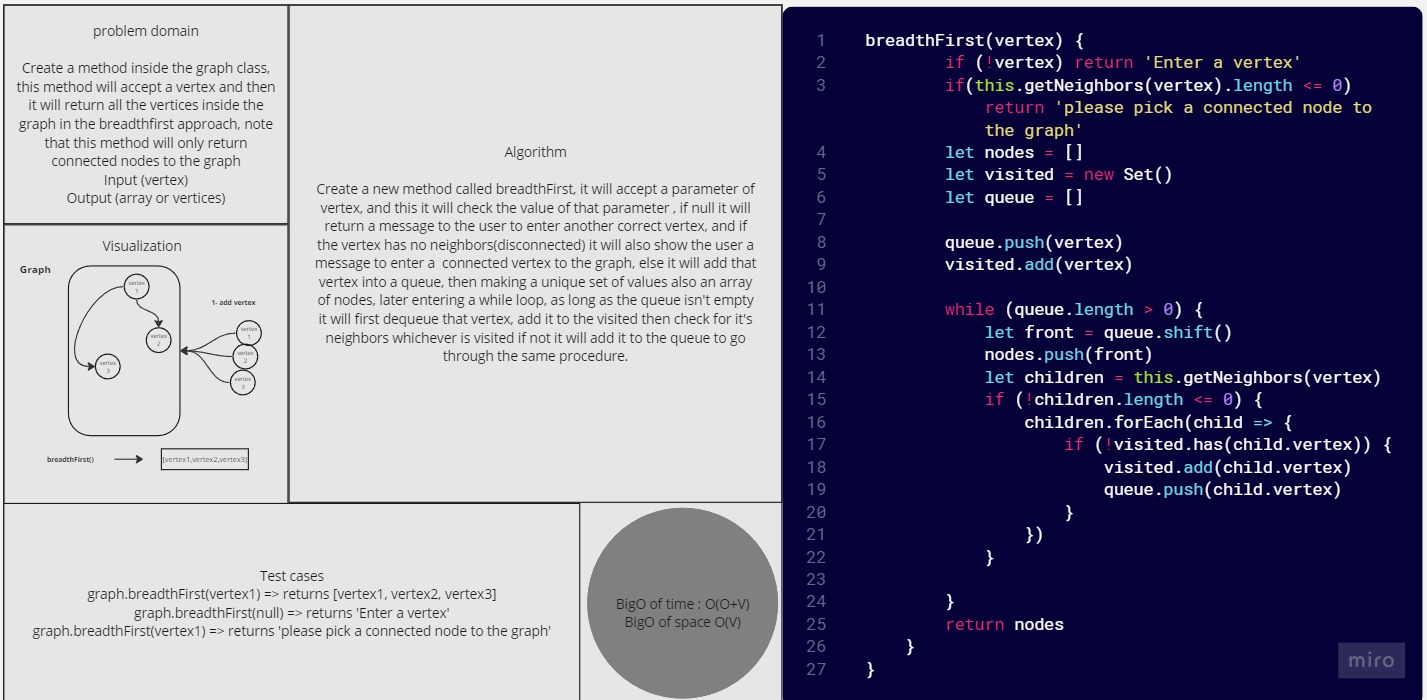 problem domain
Create a method inside the graph class,
this method will accept a vertex and then
it will return all the vertices inside the
graph in the breadthfirst approach, note
that this method will only return
connected nodes to the graph
Input (vertex)
Output (array or vertices)
Visualization
Graph
vertex
1
vertex
2
vertex
3
1- add vertex
vertex
1
vertex
2
vertex
3
breadthFirst()
[vertex1,vertex2,vertex3]
Algorithm
Create a new method called breadthFirst, it will accept a parameter of
vertex, and this it will check the value of that parameter , if null it will
return a message to the user to enter another correct vertex, and if
the vertex has no neighbors(disconnected) it will also show the user a
message to enter a  connected vertex to the graph, else it will add that
vertex into a queue, then making a unique set of values also an array
of nodes, later entering a while loop, as long as the queue isn't empty
it will first dequeue that vertex, add it to the visited then check for it's
neighbors whichever is visited if not it will add it to the queue to go
through the same procedure.
Test cases
graph.breadthFirst(vertex1) => returns [vertex1, vertex2, vertex3]
graph.breadthFirst(null) => returns 'Enter a vertex'
graph.breadthFirst(vertex1) => returns 'please pick a connected node to the graph'
BigO of time : O(O+V)
BigO of space O(V)
1 breadthFirst(vertex) {
2 if (!vertex) return 'Enter a vertex'
3 if(this.getNeighbors(vertex).length <= 0)
return 'please pick a connected node to
the graph'
4 let nodes = []
5 let visited = new Set()
6 let queue = []
7
8 queue.push(vertex)
9 visited.add(vertex)
10
11 while (queue.length > 0) {
12 let front = queue.shift()
13 nodes.push(front)
14 let children = this.getNeighbors(vertex)
15 if (!children.length <= 0) {
16 children.forEach(child => {
17 if (!visited.has(child.vertex)) {
18 visited.add(child.vertex)
19 queue.push(child.vertex)
20 }
21 })
22 }
23
24 }
25 return nodes
26 }
27 }
miro